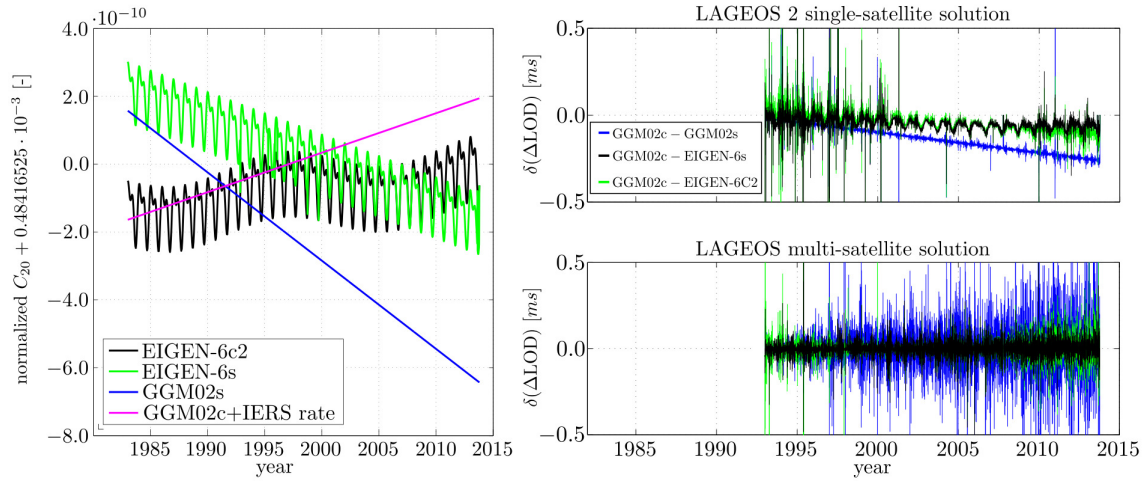 ×10⁻¹⁰
4.0
2.0
0.0
−2.0
−4.0
−6.0
−8.0
normalized C₂₀ + 0.48416525 · 10⁻³ [-]
EIGEN-6c2
EIGEN-6s
GGM02s
GGM02c+IERS rate
1985 1990 1995 2000 2005 2010 2015
year
LAGEOS 2 single-satellite solution
0.5
0.0
−0.5
δ(ΔLOD) [ms]
GGM02c − GGM02s
GGM02c − EIGEN-6s
GGM02c − EIGEN-6C2
LAGEOS multi-satellite solution
0.5
0.0
−0.5
δ(ΔLOD) [ms]
1985 1990 1995 2000 2005 2010 2015
year